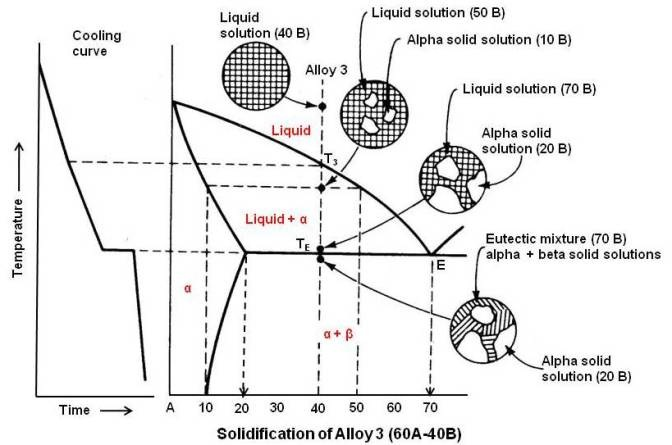 Cooling
curve
Liquid
solution (40 B)
Liquid solution (50 B)
Alpha solid solution (10 B)
Alloy 3
Liquid solution (70 B)
Alpha solid
solution (20 B)
Liquid
T3
Liquid + α
TE
E
Eutectic mixture (70 B)
alpha + beta solid solutions
α
α + β
Alpha solid
solution (20 B)
Temperature
Time
A 10 20 30 40 50 60 70
Solidification of Alloy 3 (60A-40B)